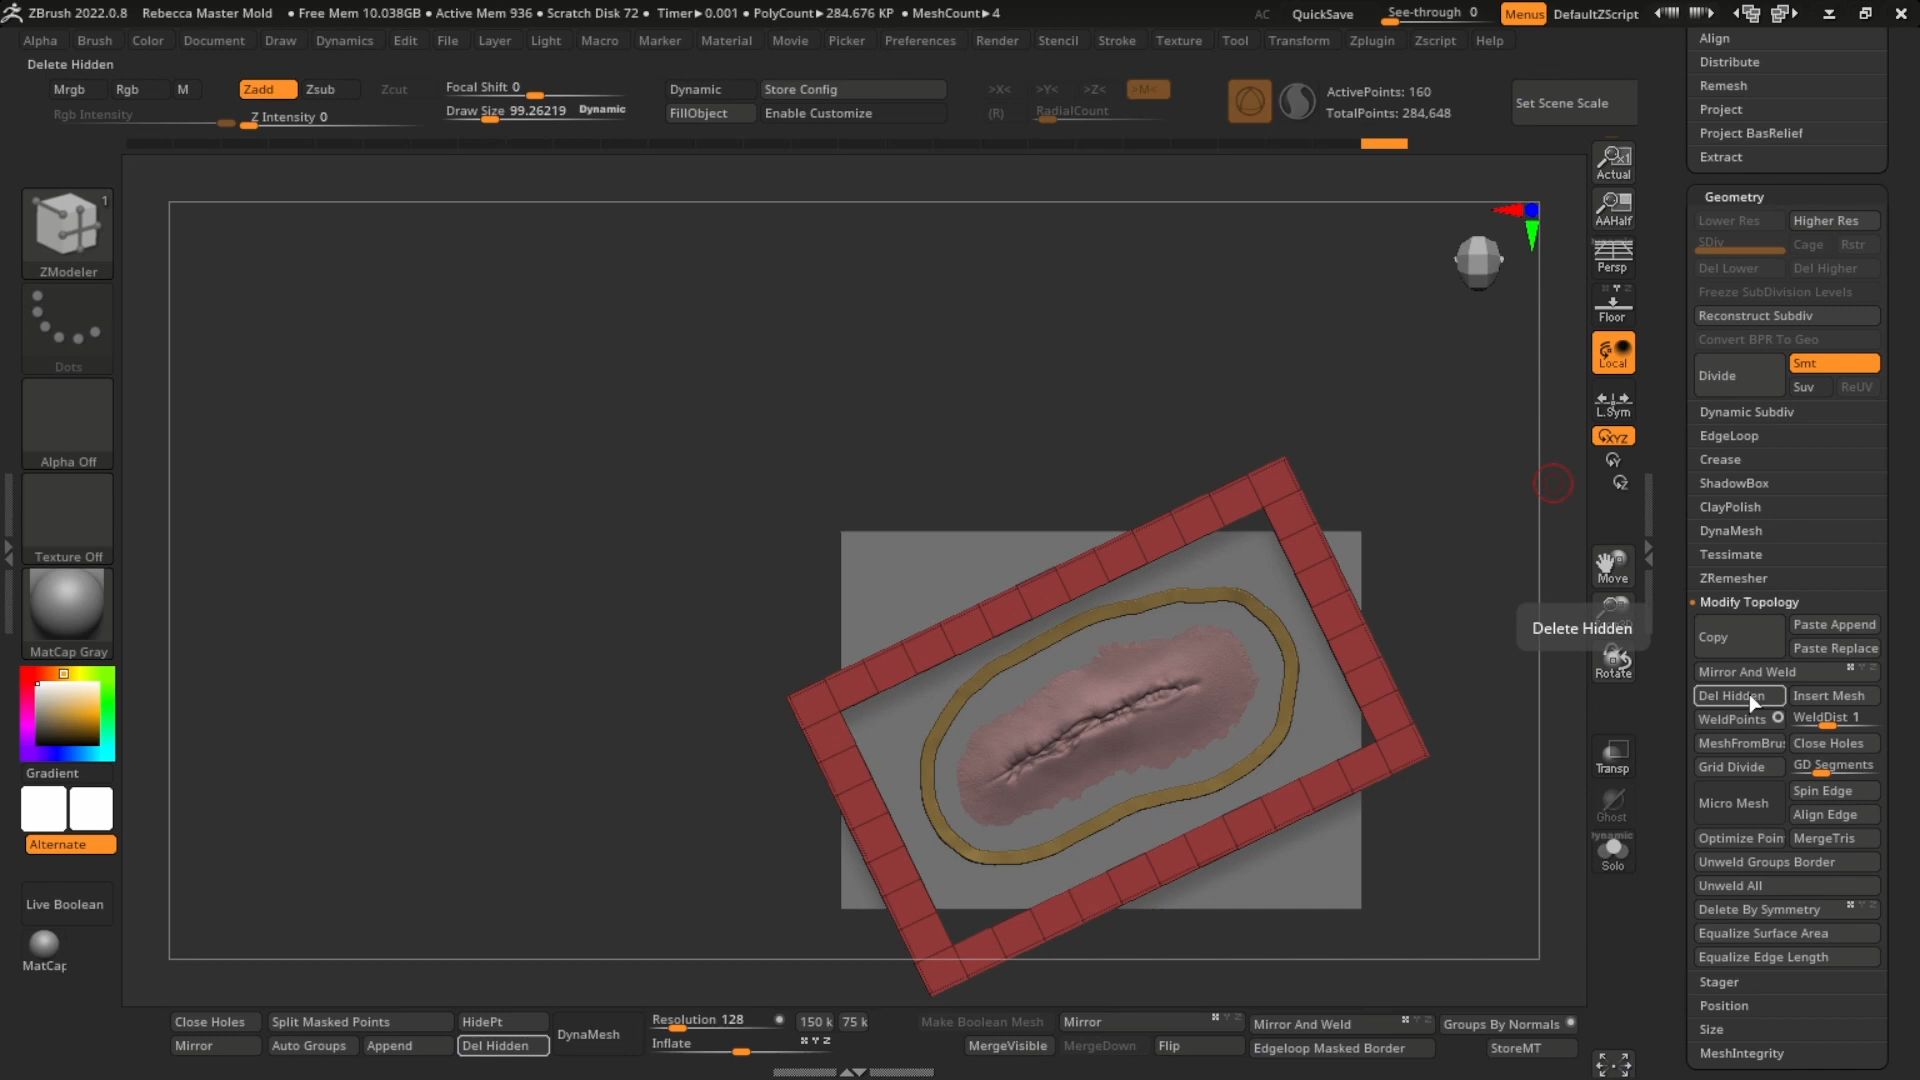 ZBrush 2022.0.8 Rebecca Master Mold • Free Mem 10.038GB • Active Mem 936 • Scratch Disk 72 • Timer▶0.001 • PolyCount▶284.676 KP • MeshCount▶4 AC QuickSave See-through 0 Menus DefaultZScript
Alpha Brush Color Document Draw Dynamics Edit File Layer Light Macro Marker Material Movie Picker Preferences Render Stencil Stroke Texture Tool Transform Zplugin Zscript Help
Delete Hidden
Mrgb Rgb M Zadd Zsub Zcut Focal Shift 0 Dynamic Store Config >X< >Y< >Z< >M< ActivePoints: 160
Rgb Intensity Z Intensity 0 Draw Size 99.26219 Dynamic FillObject Enable Customize (R) RadialCount TotalPoints: 284,648
Set Scene Scale
1
ZModeler
Dots
Alpha Off
Texture Off
MatCap Gray
Gradient
Alternate
Live Boolean
MatCap
Actual
AAHalf
Dynamic
Persp
X Y Z
Floor
Local
L.Sym
XYZ
Y
Z
Move
Delete Hidden
Rotate
Transp
Ghost
Dynamic
Solo
Align
Distribute
Remesh
Project
Project BasRelief
Extract
Geometry
Lower Res Higher Res
SDiv Cage Rstr
Del Lower Del Higher
Freeze SubDivision Levels
Reconstruct Subdiv
Convert BPR To Geo
Divide Smt
Suv ReUV
Dynamic Subdiv
EdgeLoop
Crease
ShadowBox
ClayPolish
DynaMesh
Tessimate
ZRemesher
Modify Topology
Copy Paste Append
Paste Replace
Mirror And Weld
Del Hidden Insert Mesh
WeldPoints WeldDist 1
MeshFromBru Close Holes
Grid Divide GD Segments
Micro Mesh Spin Edge
Align Edge
Optimize Poin MergeTris
Unweld Groups Border
Unweld All
Delete By Symmetry
Equalize Surface Area
Equalize Edge Length
Stager
Position
Size
MeshIntegrity
Close Holes Split Masked Points HidePt DynaMesh Resolution 128 150 k 75 k Make Boolean Mesh Mirror X Y Z Mirror And Weld X Y Z Groups By Normals
Mirror Auto Groups Append Del Hidden Inflate X Y Z MergeVisible MergeDown Flip Edgeloop Masked Border StoreMT